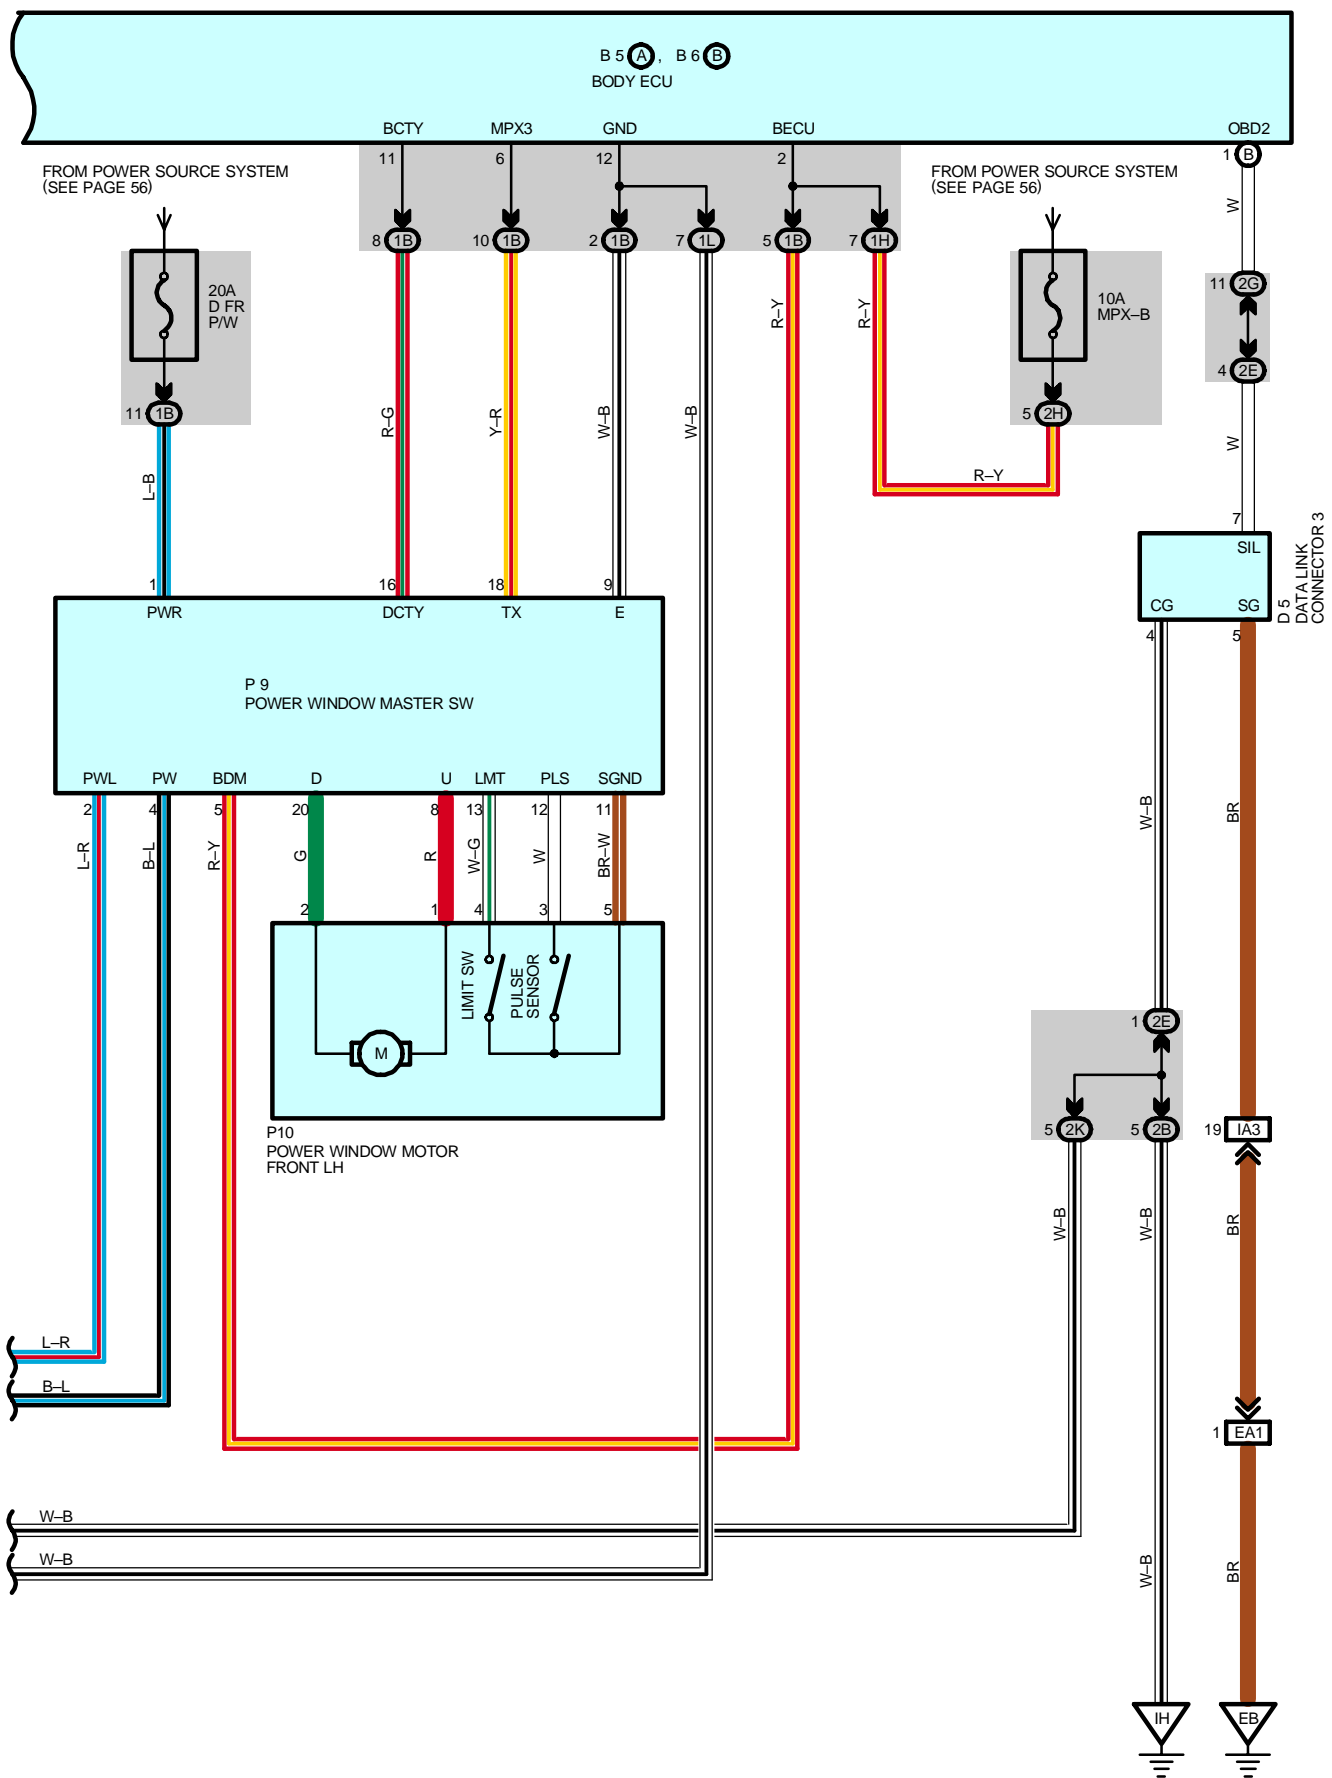 B 5 A , B 6 B
BODY ECU
BCTY MPX3 GND BECU OBD2
11 6 12 2 1 B
FROM POWER SOURCE SYSTEM
(SEE PAGE 56)
FROM POWER SOURCE SYSTEM
(SEE PAGE 56)
W
8 1B 10 1B 2 1B 7 1L 5 1B 7 1H
20A
D FR
P/W
10A
MPX–B
11 2G
4 2E
R–Y R–Y
11 1B
5 2H
R–G Y–R W–B W–B
W
L–B
R–Y
7
1 16 18 9
SIL
CG SG
4 5
D 5
DATA LINK
CONNECTOR 3
PWR DCTY TX E
P 9
POWER WINDOW MASTER SW
PWL PW BDM D U LMT PLS SGND
2 4 5 20 8 13 12 11
L–R B–L R–Y G R W–G W BR–W
W–B BR
2 1 4 3 5
LIMIT SW
PULSE
SENSOR
M
1 2E
5 2K 5 2B 19 IA3
P10
POWER WINDOW MOTOR
FRONT LH
W–B W–B BR
L–R
B–L
1 EA1
W–B
W–B
W–B BR
IH EB